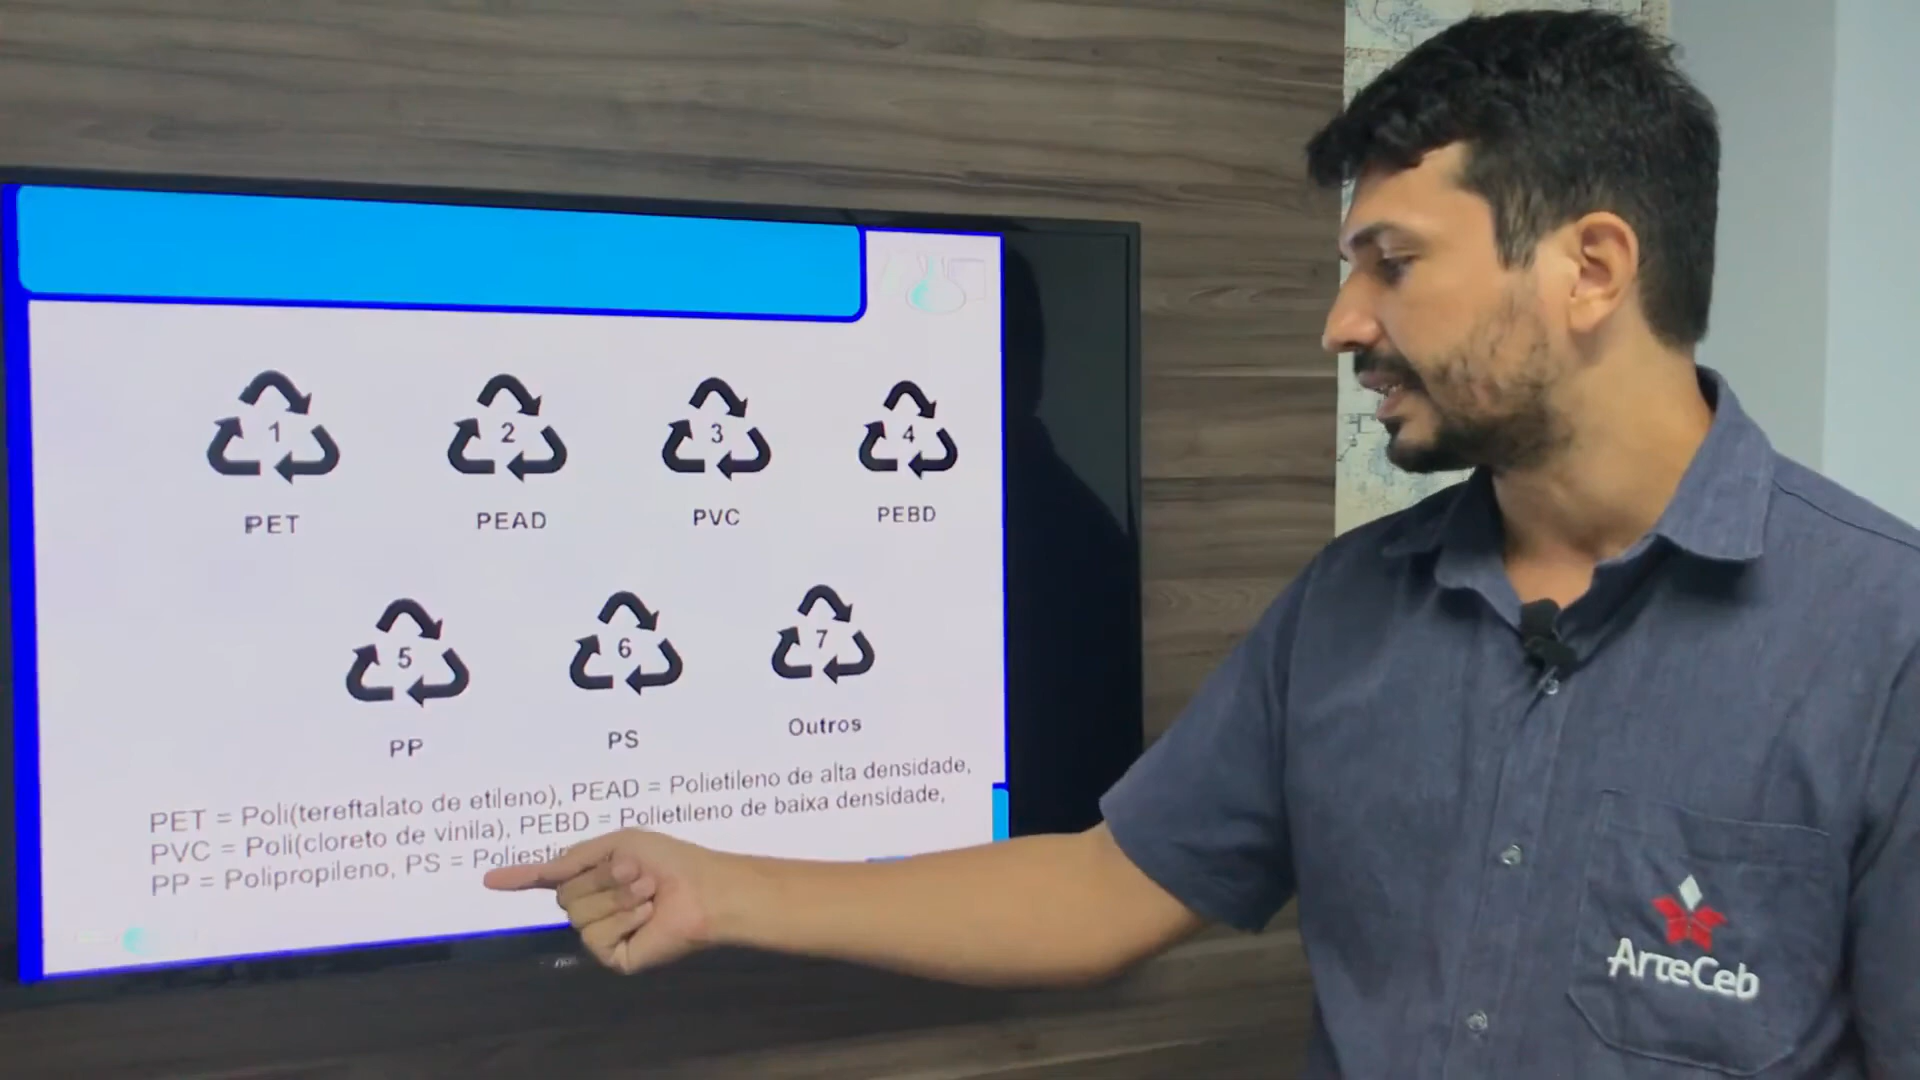 1 2 3 4
PET PEAD PVC PEBD
5 6 7
PP PS Outros
PET = Poli(tereftalato de etileno), PEAD = Polietileno de alta densidade,
PVC = Poli(cloreto de vinila), PEBD = Polietileno de baixa densidade,
PP = Polipropileno, PS =
ArteCeb